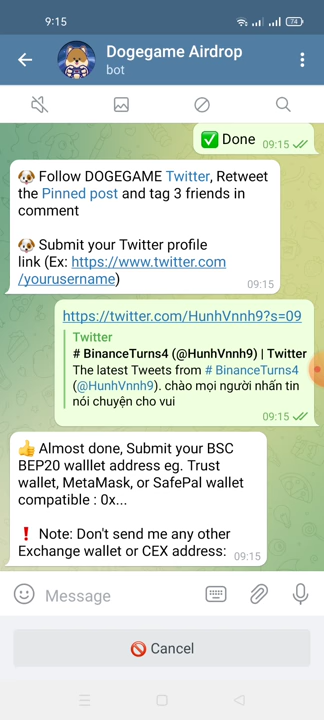 9:15
74
Dogegame Airdrop
bot
✅ Done 09:15
🐶 Follow DOGEGAME Twitter, Retweet
the Pinned post and tag 3 friends in
comment
🐶 Submit your Twitter profile
link (Ex: https://www.twitter.com
/yourusername)
09:15
https://twitter.com/HunhVnnh9?s=09
Twitter
# BinanceTurns4 (@HunhVnnh9) | Twitter
The latest Tweets from # BinanceTurns4
(@HunhVnnh9). chào mọi người nhấn tin
nói chuyện cho vui
09:15
👍 Almost done, Submit your BSC
BEP20 walllet address eg. Trust
wallet, MetaMask, or SafePal wallet
compatible : 0x...
❗ Note: Don't send me any other
Exchange wallet or CEX address: 09:15
Message
🚫 Cancel